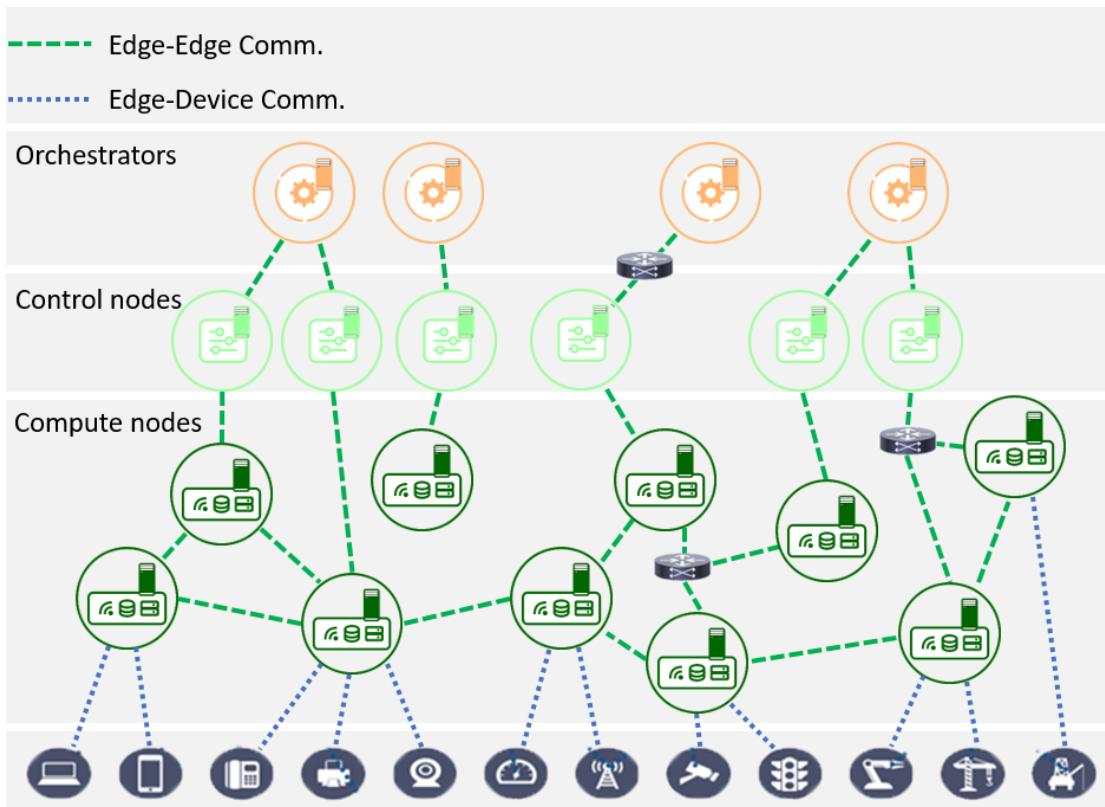 Edge-Edge Comm.
Edge-Device Comm.
Orchestrators
Control nodes
Compute nodes